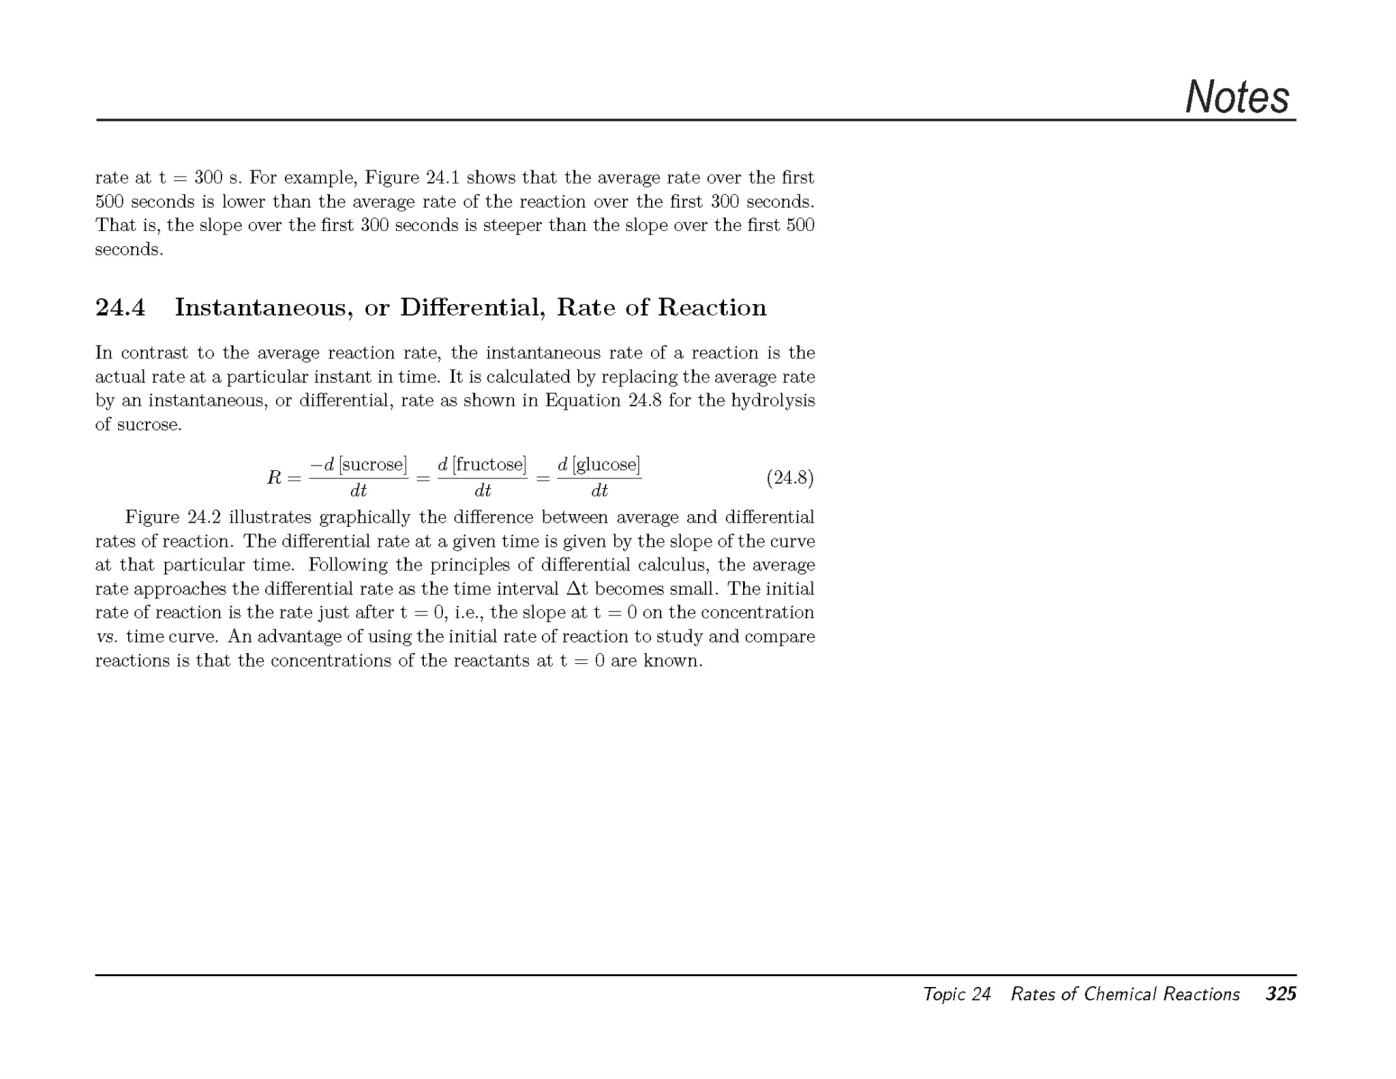 Notes
rate at t = 300 s. For example, Figure 24.1 shows that the average rate over the first
500 seconds is lower than the average rate of the reaction over the first 300 seconds.
That is, the slope over the first 300 seconds is steeper than the slope over the first 500
seconds.
24.4 Instantaneous, or Differential, Rate of Reaction
In contrast to the average reaction rate, the instantaneous rate of a reaction is the
actual rate at a particular instant in time. It is calculated by replacing the average rate
by an instantaneous, or differential, rate as shown in Equation 24.8 for the hydrolysis
of sucrose.
R = −d [sucrose]/dt = d [fructose]/dt = d [glucose]/dt (24.8)
Figure 24.2 illustrates graphically the difference between average and differential
rates of reaction. The differential rate at a given time is given by the slope of the curve
at that particular time. Following the principles of differential calculus, the average
rate approaches the differential rate as the time interval Δt becomes small. The initial
rate of reaction is the rate just after t = 0, i.e., the slope at t = 0 on the concentration
vs. time curve. An advantage of using the initial rate of reaction to study and compare
reactions is that the concentrations of the reactants at t = 0 are known.
Topic 24 Rates of Chemical Reactions 325